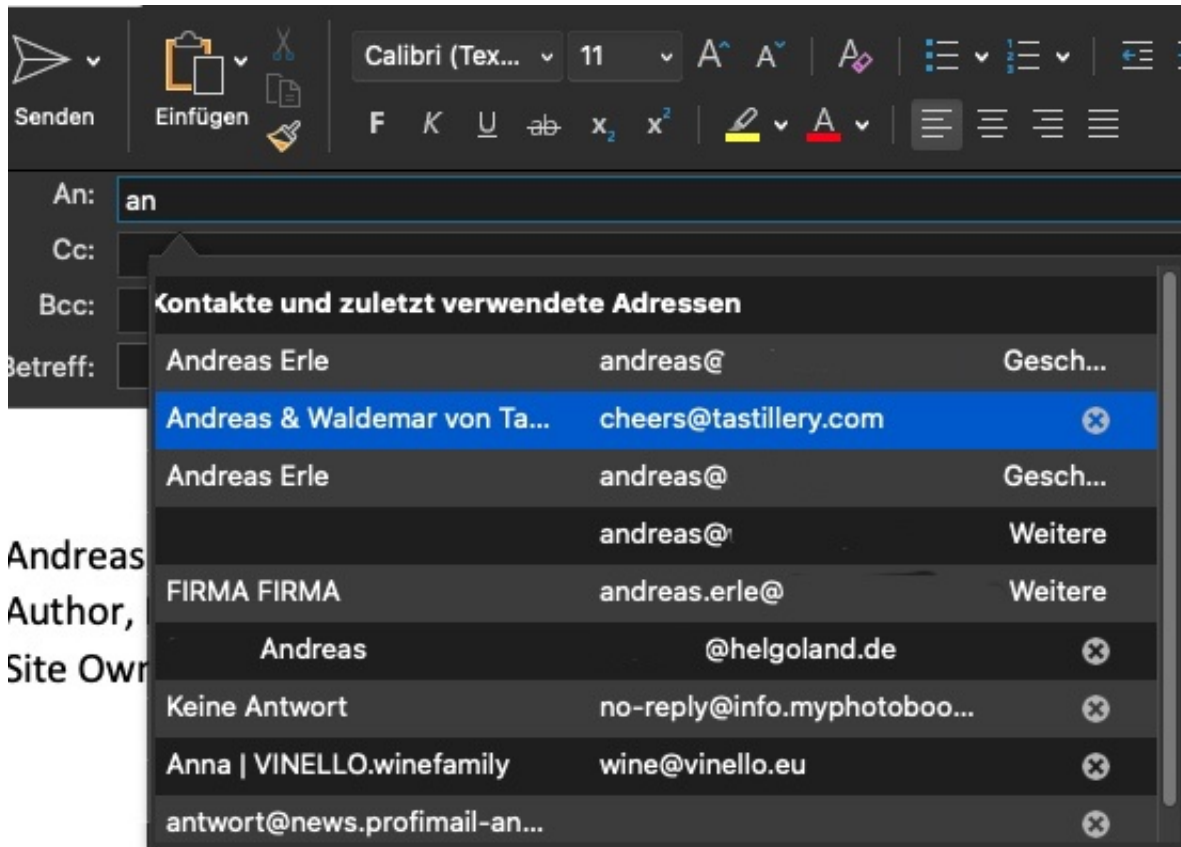 Calibri (Tex... 11
Senden Einfügen F K U ab x₂ x² A
An: an
Cc:
Bcc: Kontakte und zuletzt verwendete Adressen
Betreff: Andreas Erle andreas@ Gesch...
Andreas & Waldemar von Ta... cheers@tastillery.com
Andreas Erle andreas@ Gesch...
andreas@ Weitere
Andreas
FIRMA FIRMA andreas.erle@ Weitere
Author,
Andreas @helgoland.de
Site Own
Keine Antwort no-reply@info.myphotoboo...
Anna | VINELLO.winefamily wine@vinello.eu
antwort@news.profimail-an...